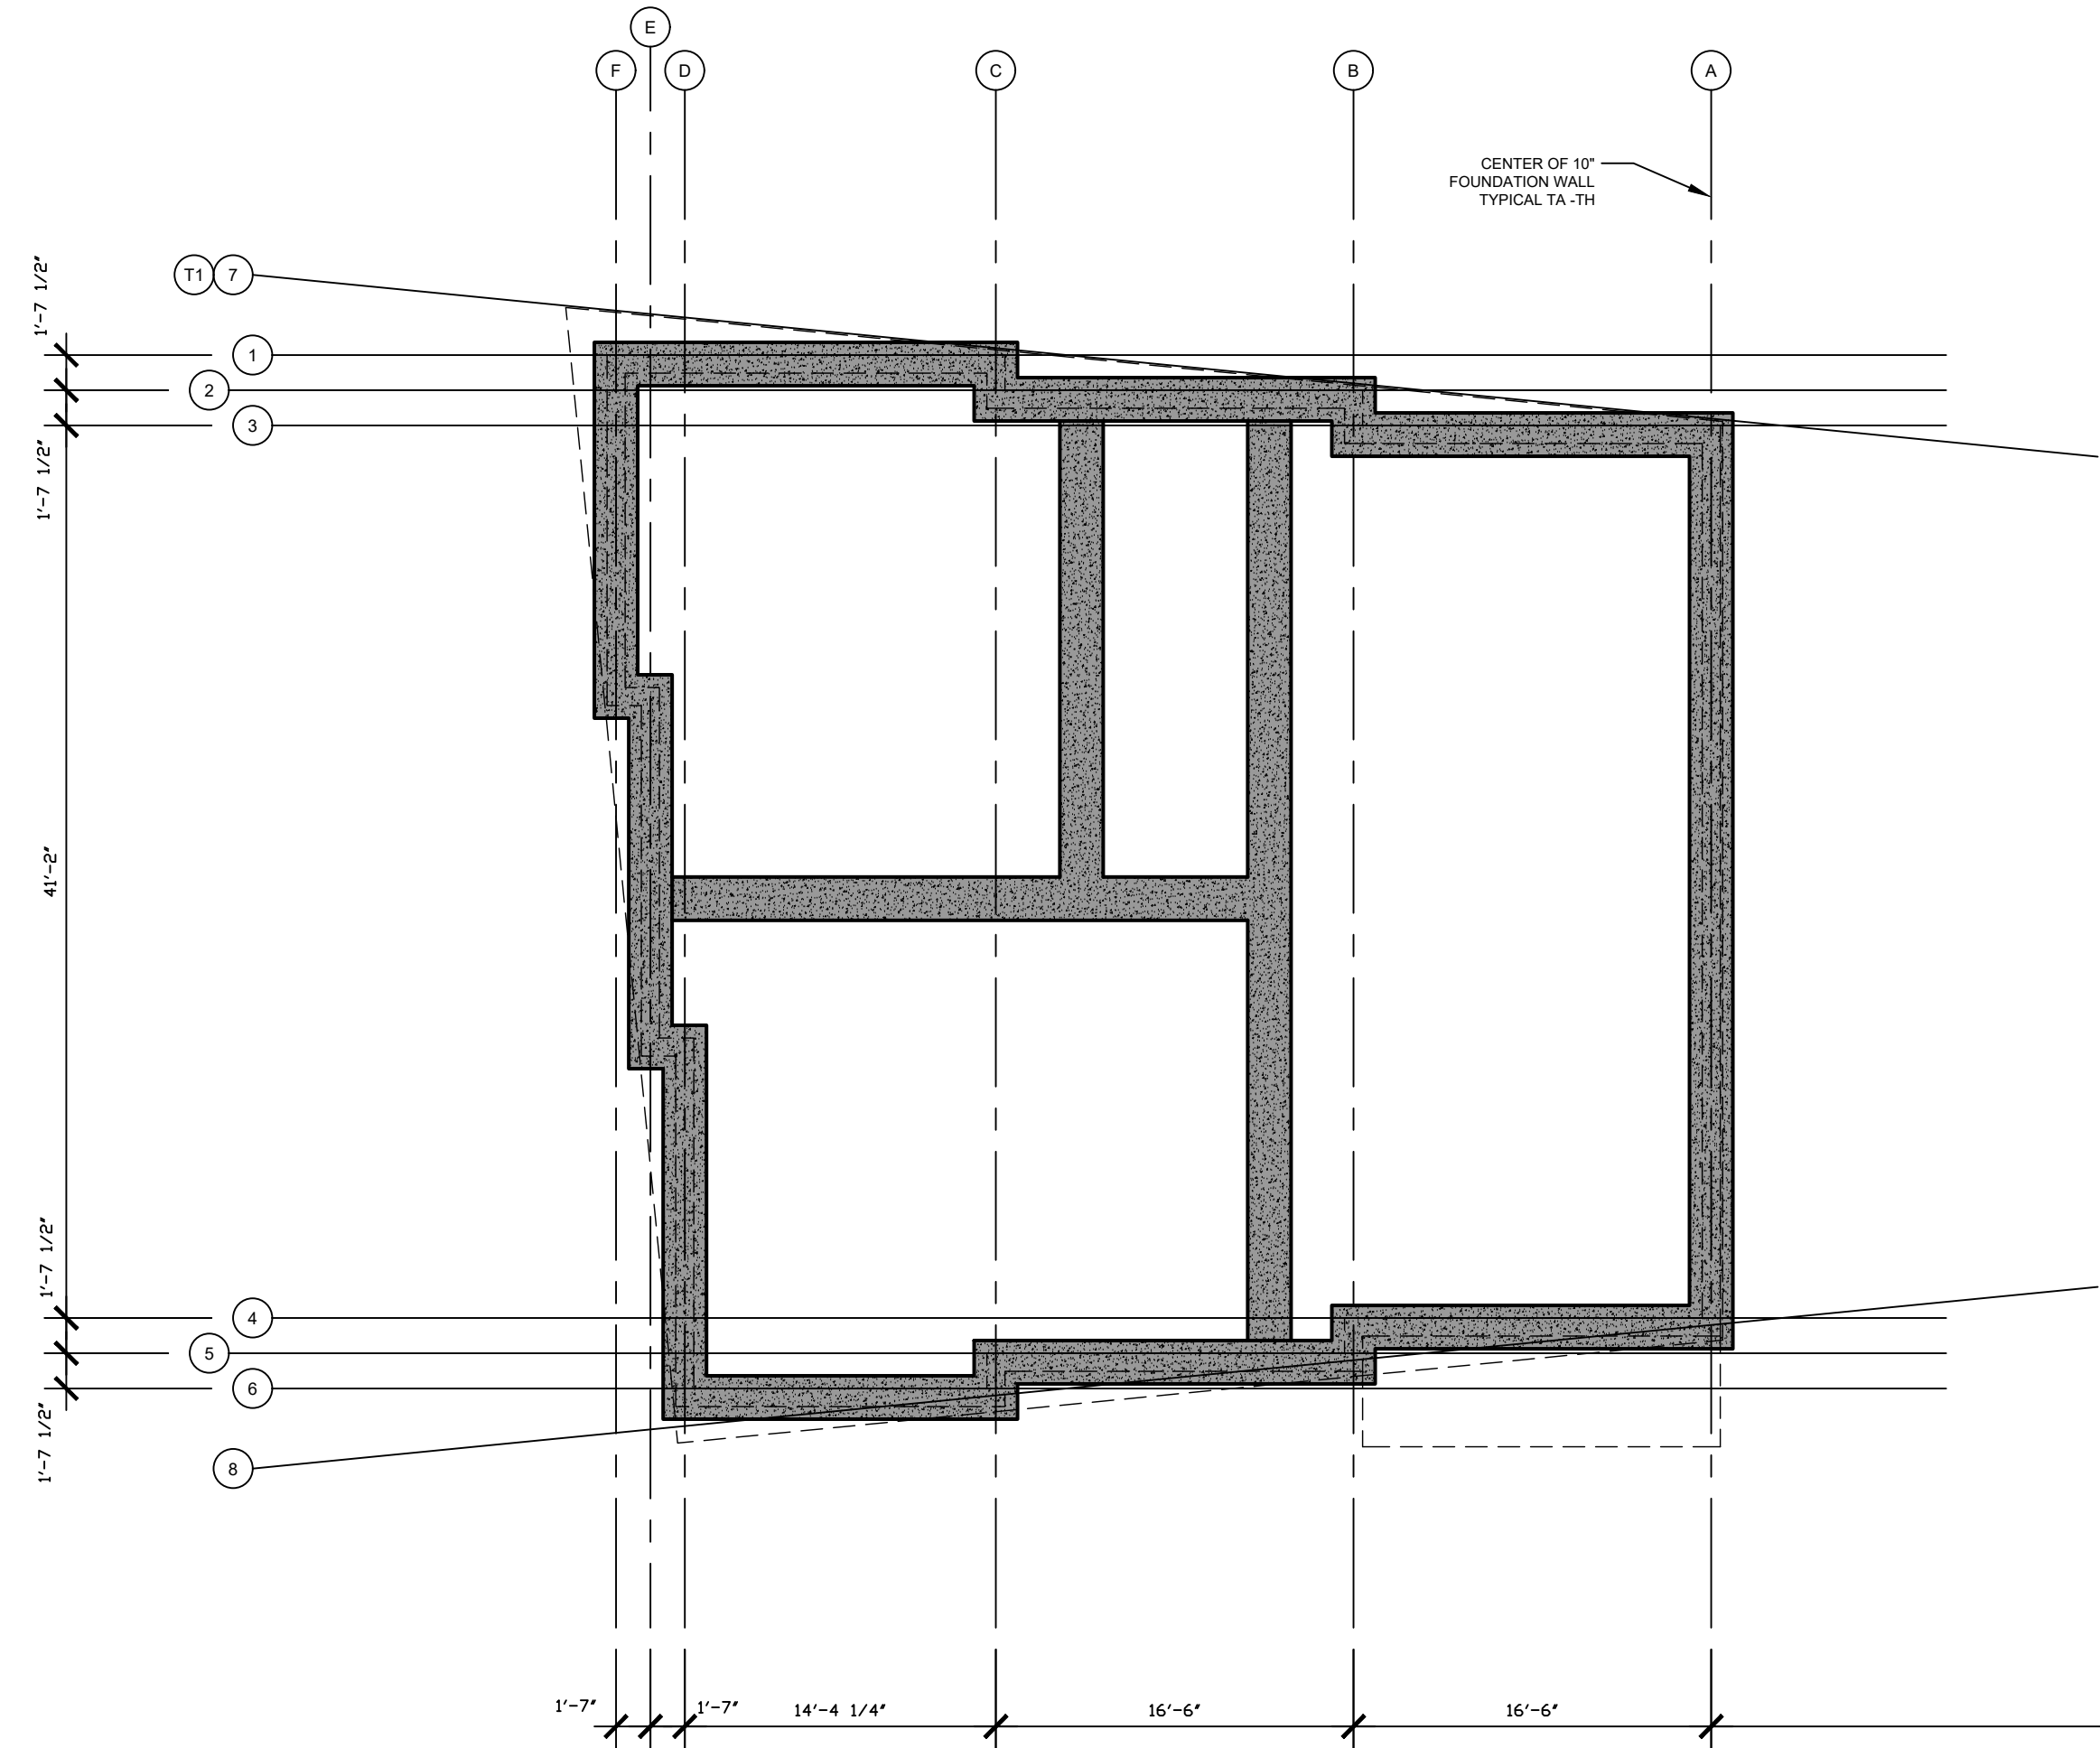 E
F
D
C
B
A
CENTER OF 10"
FOUNDATION WALL
TYPICAL TA -TH
T1
7
1'-7 1/2"
1
2
3
1'-7 1/2"
41'-2"
1'-7 1/2"
4
5
6
1'-7 1/2"
8
1'-7"
1'-7"
14'-4 1/4"
16'-6"
16'-6"